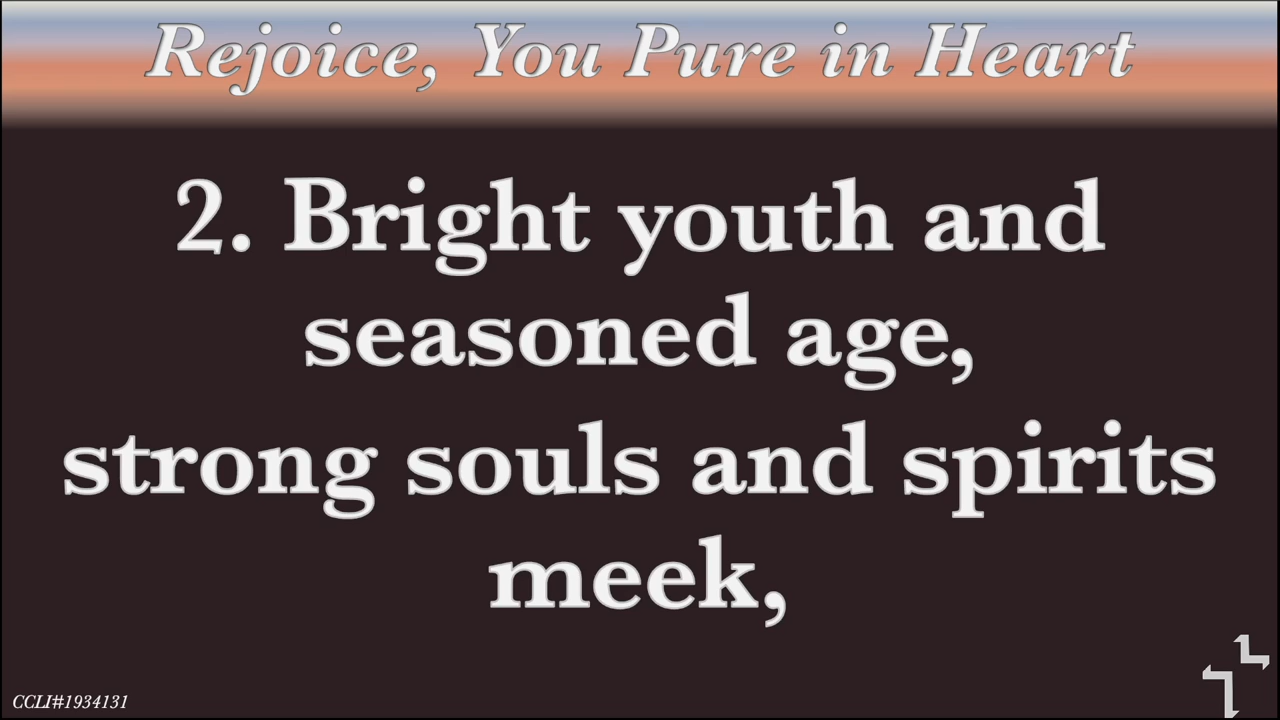 Rejoice, You Pure in Heart
2. Bright youth and
seasoned age,
strong souls and spirits
meek,
CCLI#1934131